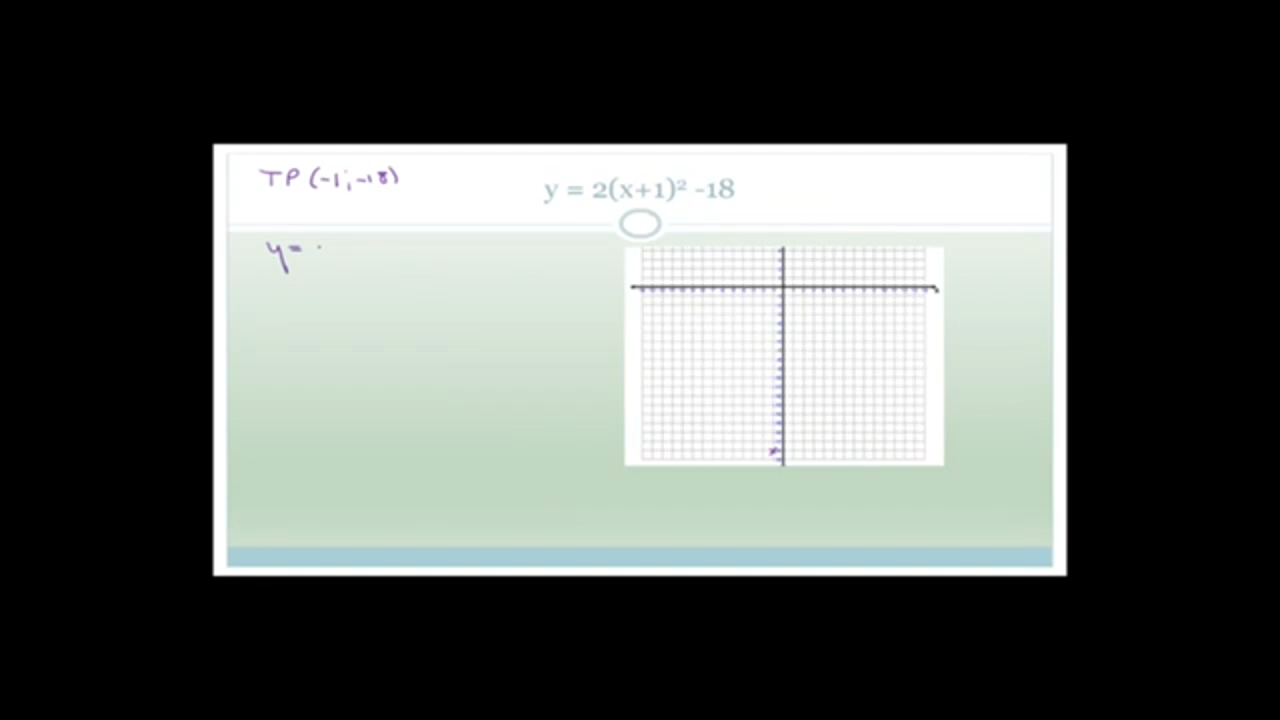 TP (-1;-18)
y = 2(x+1)² -18
y =